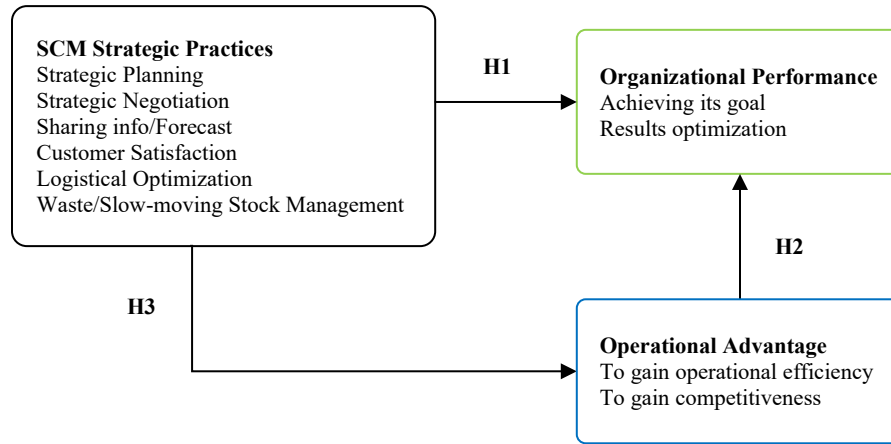 SCM Strategic Practices
Strategic Planning
Strategic Negotiation
Sharing info/Forecast
Customer Satisfaction
Logistical Optimization
Waste/Slow-moving Stock Management
H1
Organizational Performance
Achieving its goal
Results optimization
H2
H3
Operational Advantage
To gain operational efficiency
To gain competitiveness